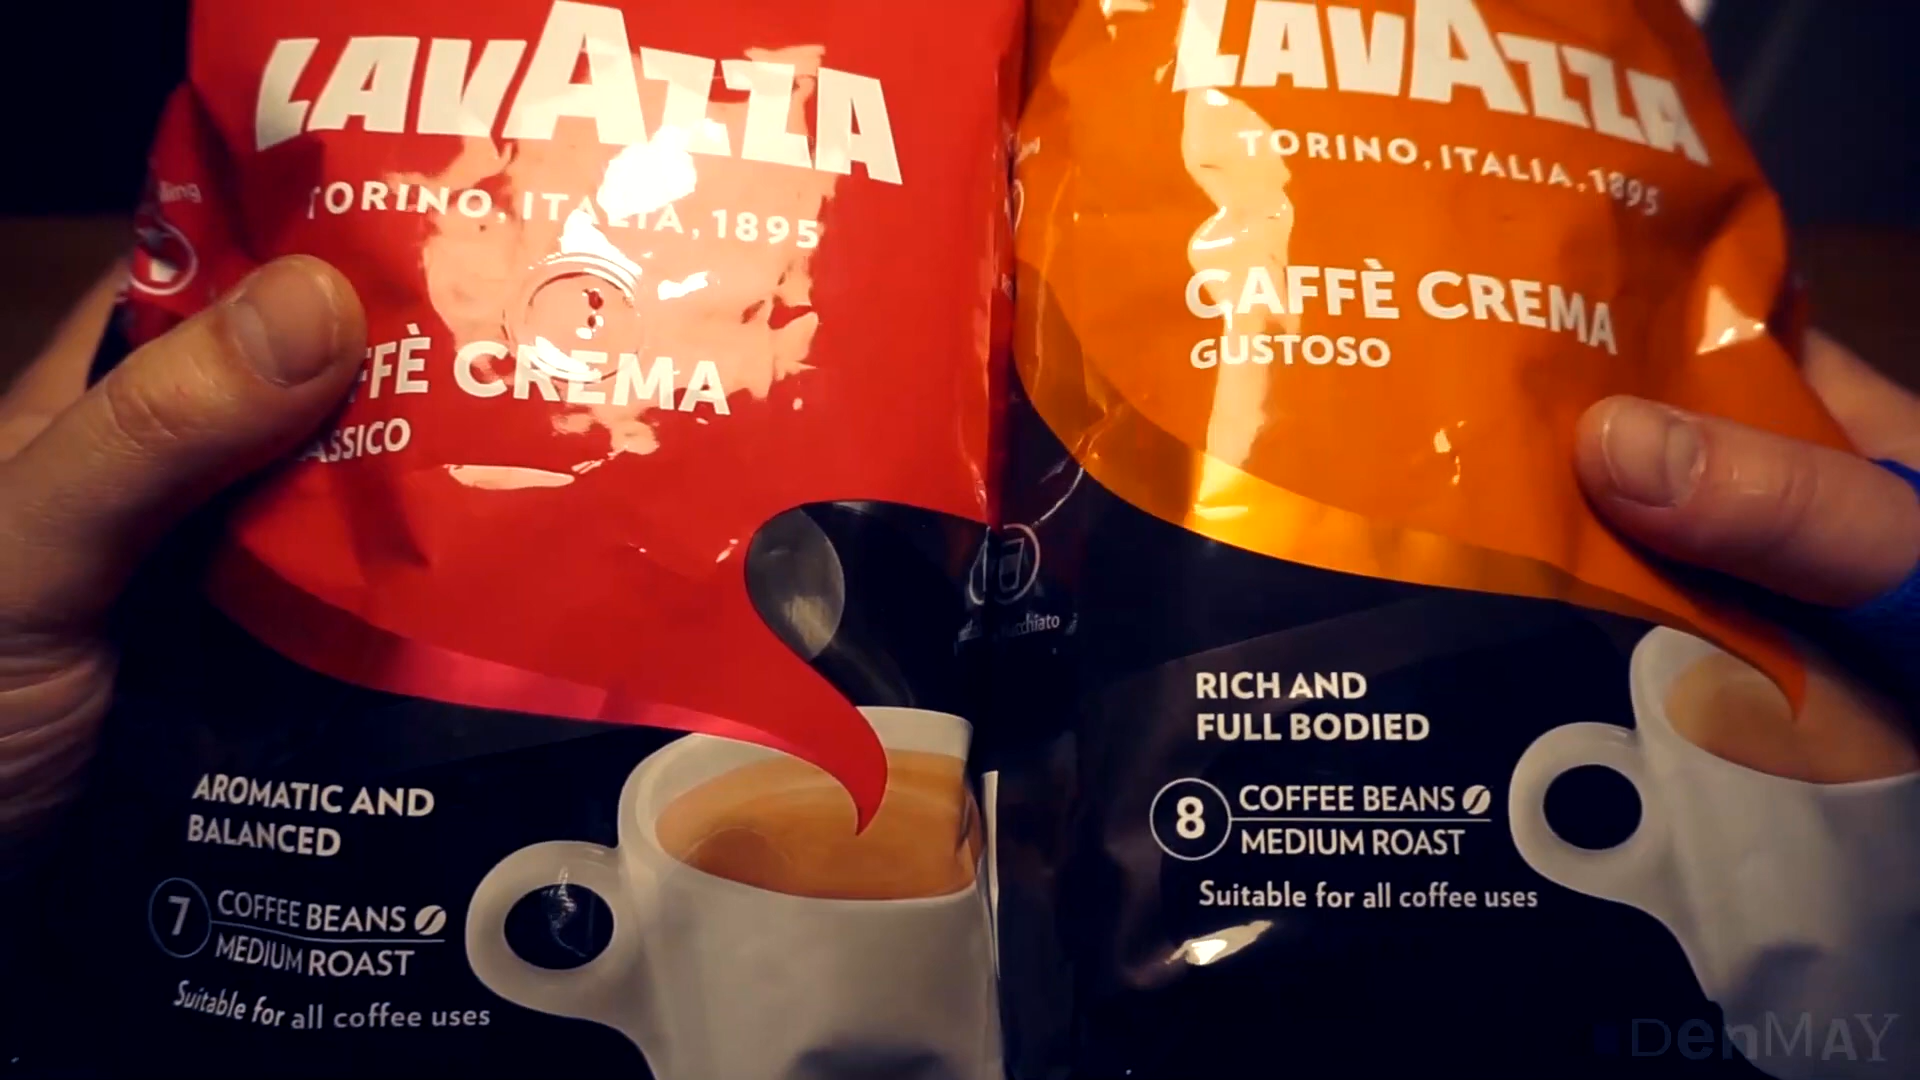 LAVAZZA
TORINO, ITALIA, 1895
FFÈ CREMA
ASSICO
AROMATIC AND
BALANCED
7 COFFEE BEANS
MEDIUM ROAST
Suitable for all coffee uses
LAVAZZA
TORINO, ITALIA, 1895
CAFFÈ CREMA
GUSTOSO
RICH AND
FULL BODIED
8 COFFEE BEANS
MEDIUM ROAST
Suitable for all coffee uses
DenMAY